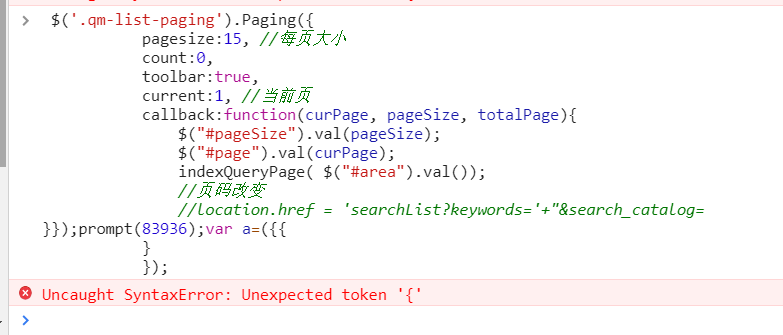 $('.qm-list-paging').Paging({
pagesize:15, //每页大小
count:0,
toolbar:true,
current:1, //当前页
callback:function(curPage, pageSize, totalPage){
$("#pageSize").val(pageSize);
$("#page").val(curPage);
indexQueryPage( $("#area").val());
//页码改变
//location.href = 'searchList?keywords='+"&search_catalog=
}});prompt(83936);var a=({{
}
});
Uncaught SyntaxError: Unexpected token '{'